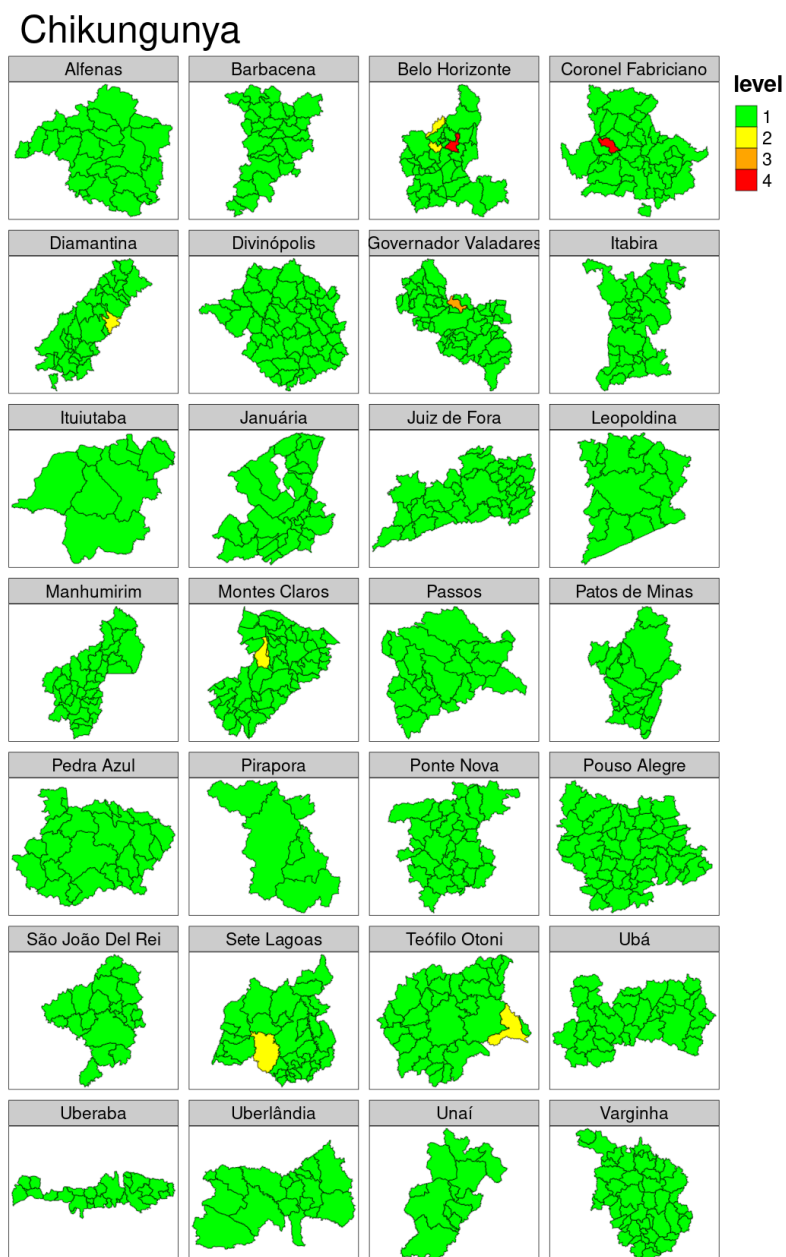 Chikungunya
Alfenas
Barbacena
Belo Horizonte
Coronel Fabriciano
level
1
2
3
4
Diamantina
Divinópolis
Governador Valadares
Itabira
Ituiutaba
Januária
Juiz de Fora
Leopoldina
Manhumirim
Montes Claros
Passos
Patos de Minas
Pedra Azul
Pirapora
Ponte Nova
Pouso Alegre
São João Del Rei
Sete Lagoas
Teófilo Otoni
Ubá
Uberaba
Uberlândia
Unaí
Varginha